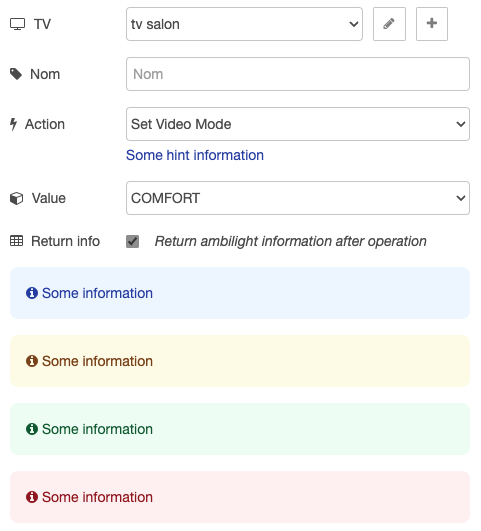 TV tv salon
Nom Nom
Action Set Video Mode
Some hint information
Value COMFORT
Return info Return ambilight information after operation
Some information
Some information
Some information
Some information